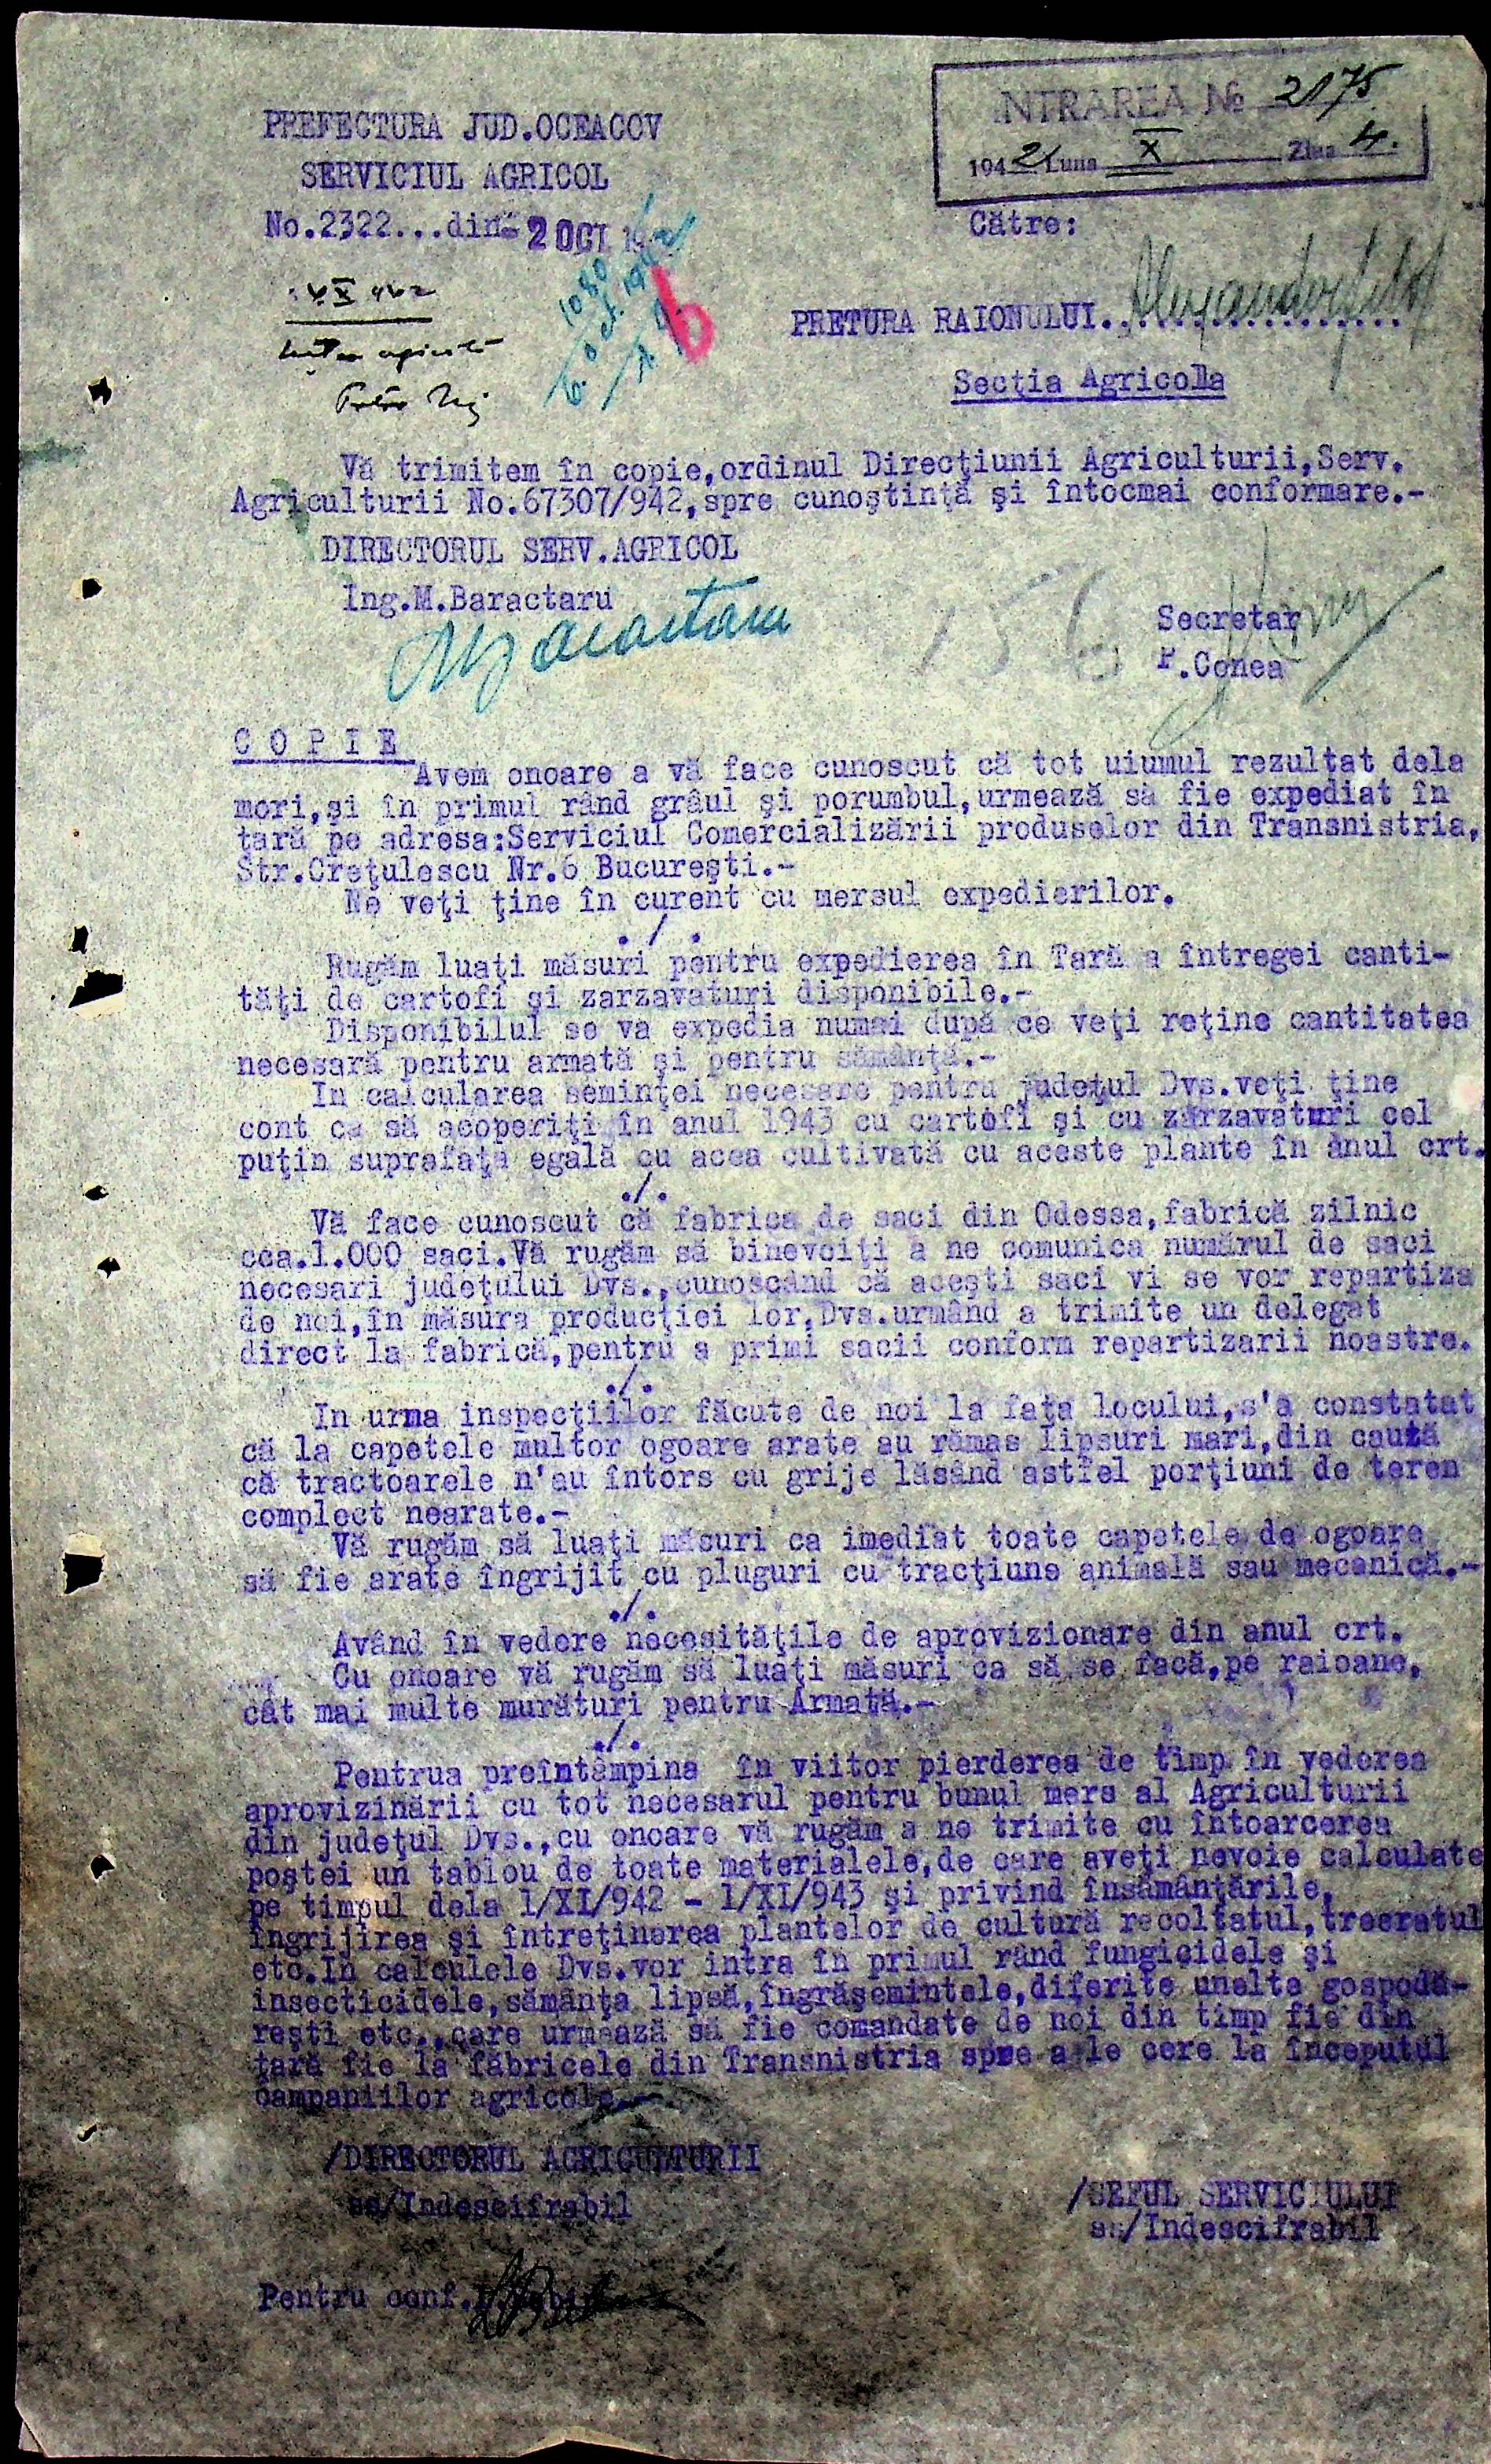 INTRAREA № 2175
1942 Luna X Ziua 4.
PREFECTURA JUD.OCEACOV
SERVICIUL AGRICOL
No.2322...din 2 OCT
Către:
PRETURA RAIONULUI.................
Secția Agricola
b
Vă trimitem în copie,ordinul Direcţiunii Agriculturii,Serv.
Agriculturii No.67307/942,spre cunoştinţă şi întocmai conformare.-
DIRECTORUL SERV.AGRICOL
Ing.M.Baractaru
156
Secretar
P.Conea
C O P I E
Avem onoare a vă face cunoscut că tot uiumul rezultat dela
mori,şi în primul rând grâul şi porumbul,urmează să fie expediat în
ţară pe adresa:Serviciul Comercializării produselor din Transnistria,
Str.Creţulescu Nr.6 Bucureşti.-
Ne veţi ţine în curent cu mersul expedierilor.
./.
Rugăm luaţi măsuri pentru expedierea în Tară a întregei canti-
tăţi de cartofi şi zarzavaturi disponibile.-
Disponibilul se va expedia numai după ce veţi reţine cantitatea
necesară pentru armată şi pentru sămânţă.-
In calcularea seminţei necesare pentru judeţul Dvs.veţi ţine
cont ca să acoperiţi în anul 1943 cu cartofi şi cu zarzavaturi cel
puţin suprafaţa egală cu acea cultivată cu aceste plante în anul crt.
./.
Vă face cunoscut că fabrica de saci din Odessa,fabrică zilnic
cca.1.000 saci.Vă rugăm să binevoiţi a ne comunica numărul de saci
necesari judeţului Dvs.,cunoscând că aceşti saci vi se vor repartiza
de noi,în măsura producţiei lor,Dvs.urmând a trimite un delegat
direct la fabrică,pentru a primi sacii conform repartizarii noastre.
./.
In urma inspecţiilor făcute de noi la faţa locului,s'a constatat
că la capetele multor ogoare arate au rămas lipsuri mari,din cauză
că tractoarele n'au întors cu grije lăsând astfel porţiuni de teren
complect nearate.-
Vă rugăm să luaţi măsuri ca imediat toate capetele de ogoare
să fie arate îngrijit cu pluguri cu tracţiune animală sau mecanică.-
./.
Având în vedere necesităţile de aprovizionare din anul crt.
Cu onoare vă rugăm să luaţi măsuri ca să se facă,pe raioane,
cât mai multe murături pentru Armată.-
./.
Pentrua preîntâmpina în viitor pierderea de timp în vederea
aprovizinării cu tot necesarul pentru bunul mers al Agriculturii
din judeţul Dvs.,cu onoare vă rugăm a ne trimite cu întoarcerea
poştei un tablou de toate materialele,de care aveţi nevoie calculate
pe timpul dela 1/XI/942 - 1/XI/943 şi privind însămânţările,
îngrijirea şi întreţinerea plantelor de cultură recoltatul,treeratul
etc.In calculele Dvs.vor intra în primul rând fungicidele şi
insecticidele,sămânţa lipsă,îngrăşemintele,diferite unelte gospodă-
reşti etc.,care urmează să fie comandate de noi din timp fie din
ţară fie la fabricele din Transnistria spre a le cere la începutul
campaniilor agricole.-
/DIRECTORUL AGRICULTURII
ss/Indescifrabil
/SEFUL SERVICIULUI
ss/Indescifrabil
Pentru conf.